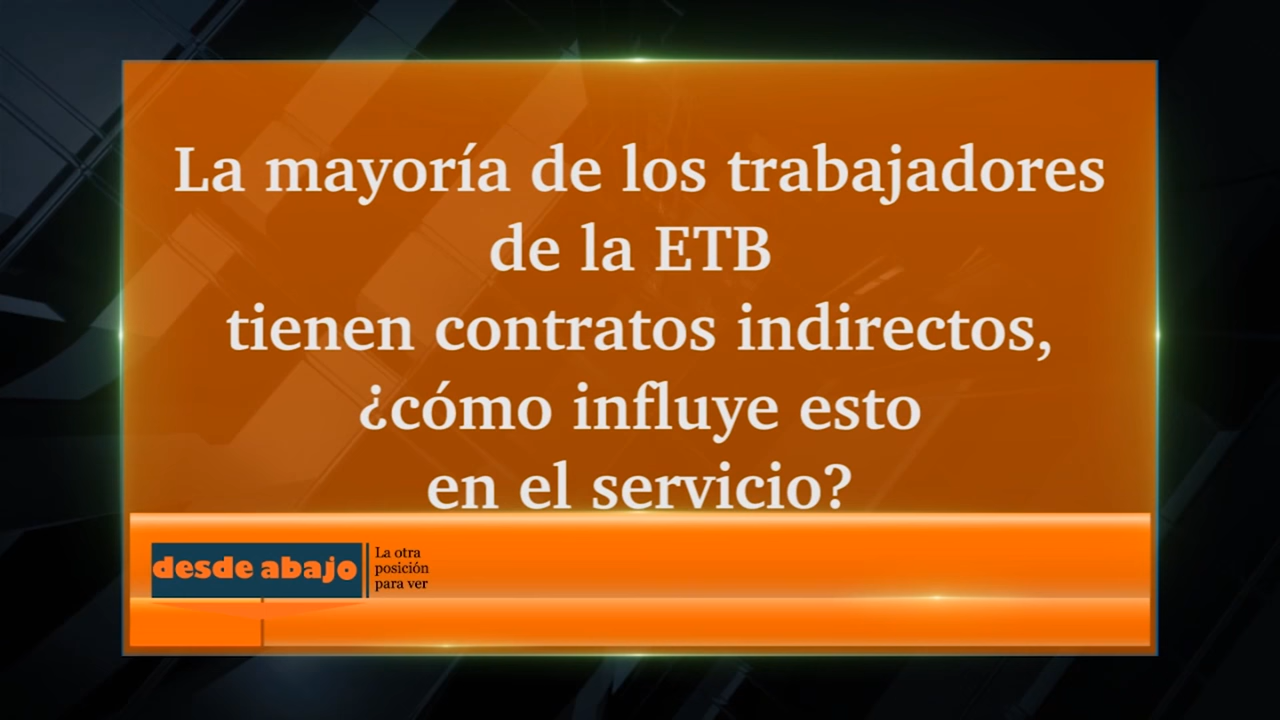 La mayoría de los trabajadores
de la ETB
tienen contratos indirectos,
¿cómo influye esto
en el servicio?
desde abajo
La otra
posición
para ver